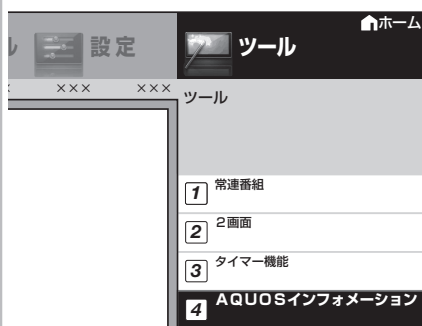 ホーム
設定 ツール
××× ×××
ツール
1 常連番組
2 2画面
3 タイマー機能
4 AQUOSインフォメーション